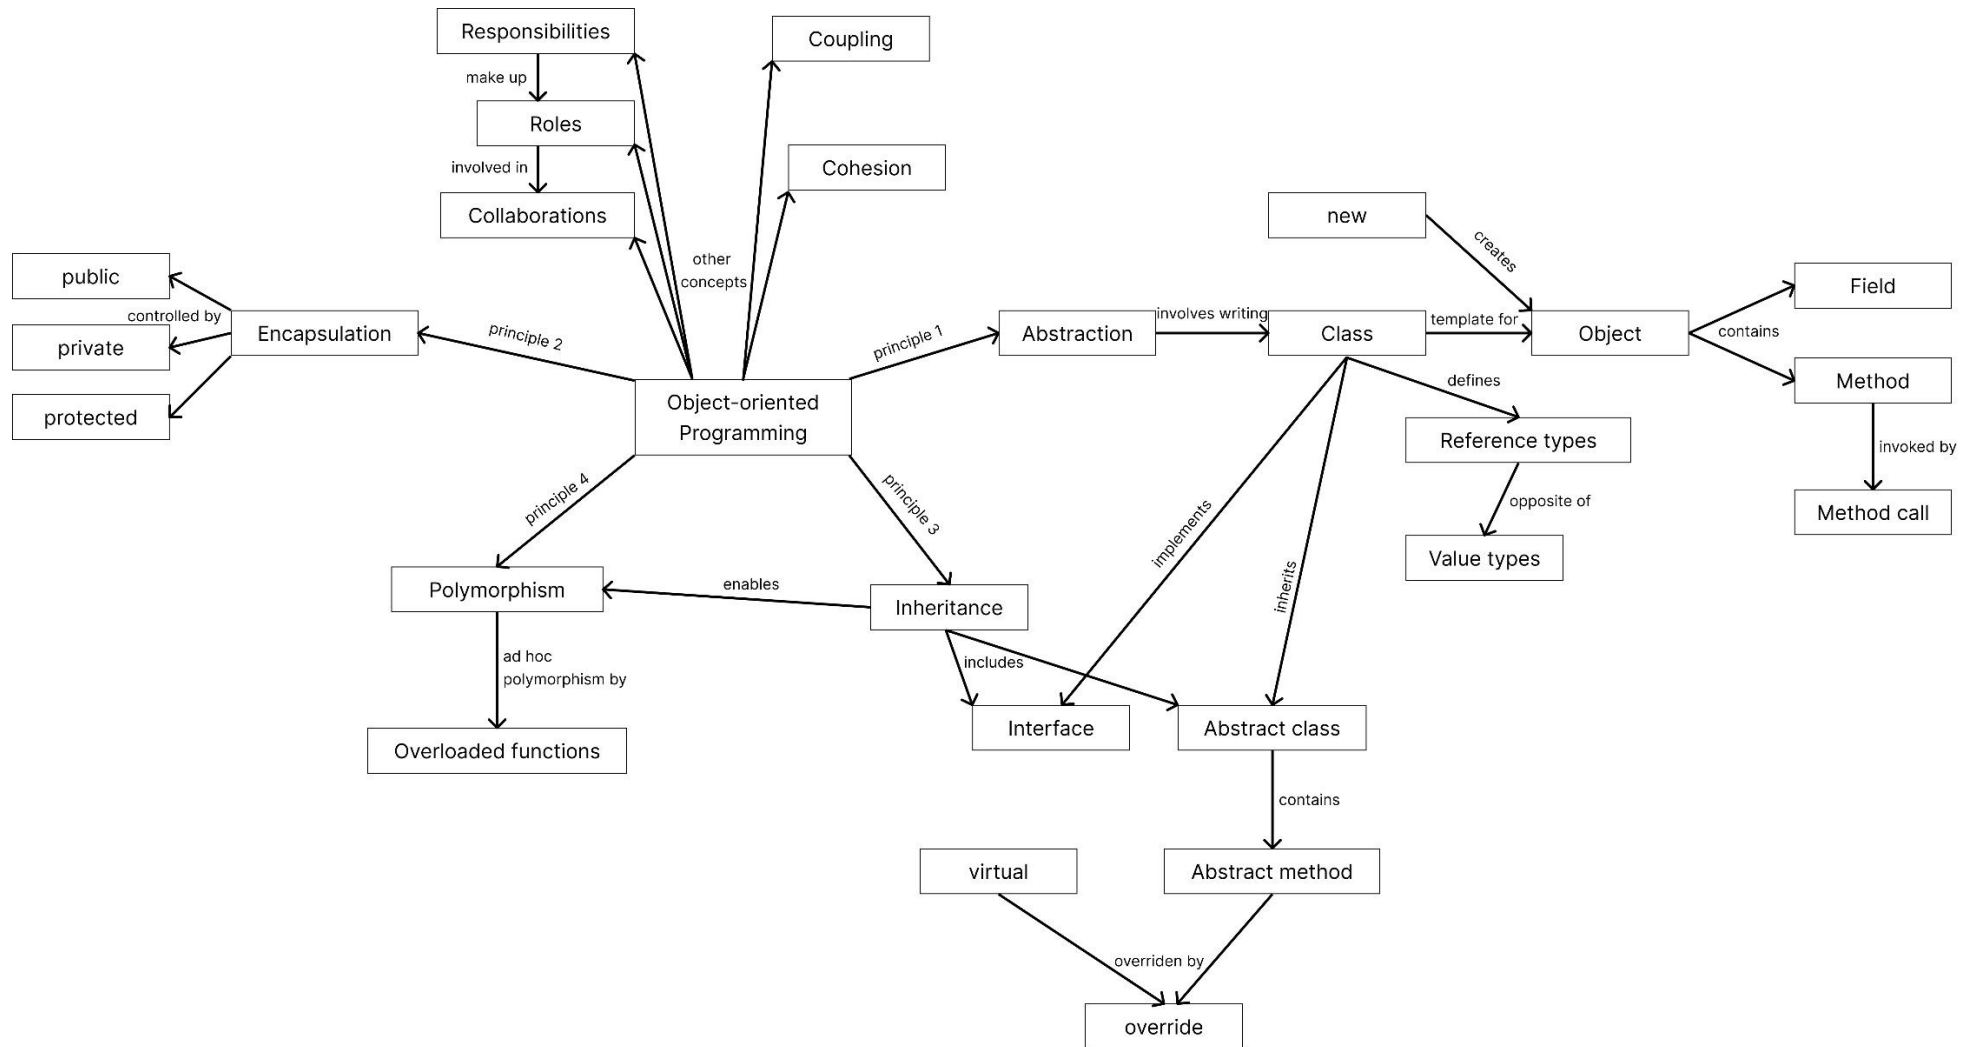 Responsibilities
Coupling
make up
Roles
involved in
Cohesion
Collaborations
new
creates
other
concepts
public
controlled by
private
protected
Encapsulation
principle 2
principle 1
Abstraction
involves writing
Class
template for
Object
contains
Field
Method
invoked by
Method call
Object-oriented
Programming
defines
Reference types
opposite of
Value types
principle 4
principle 3
implements
inherits
Polymorphism
enables
Inheritance
ad hoc
polymorphism by
includes
Overloaded functions
Interface
Abstract class
contains
virtual
Abstract method
overriden by
override